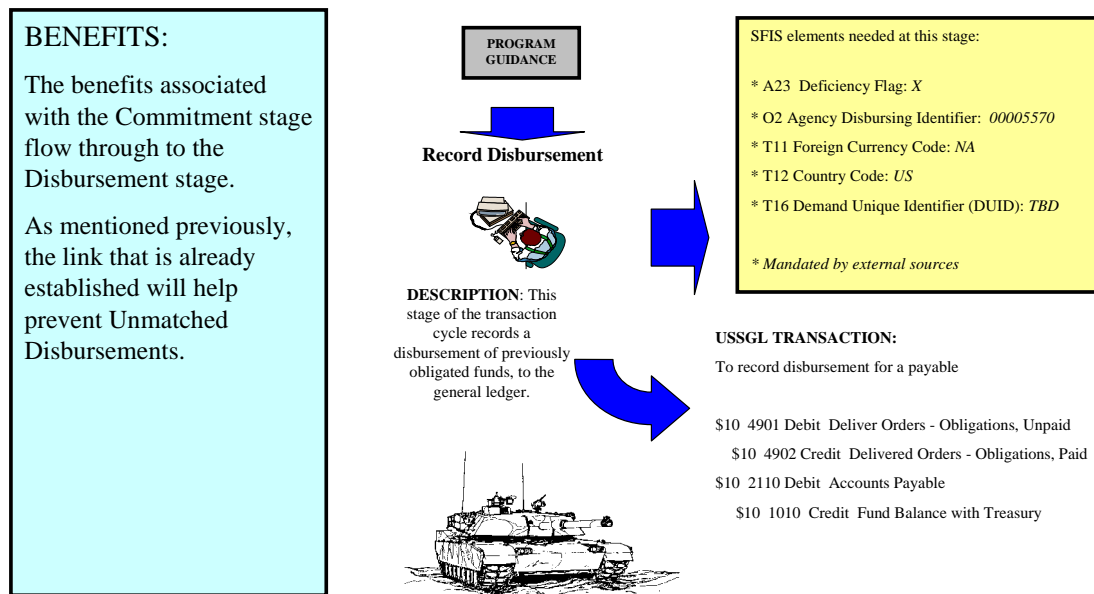 BENEFITS:
The benefits associated
with the Commitment stage
flow through to the
Disbursement stage.
As mentioned previously,
the link that is already
established will help
prevent Unmatched
Disbursements.
PROGRAM
GUIDANCE
Record Disbursement
DESCRIPTION: This
stage of the transaction
cycle records a
disbursement of previously
obligated funds, to the
general ledger.
SFIS elements needed at this stage:
* A23 Deficiency Flag: X
* O2 Agency Disbursing Identifier: 00005570
* T11 Foreign Currency Code: NA
* T12 Country Code: US
* T16 Demand Unique Identifier (DUID): TBD
* Mandated by external sources
USSGL TRANSACTION:
To record disbursement for a payable
$10 4901 Debit Deliver Orders - Obligations, Unpaid
$10 4902 Credit Delivered Orders - Obligations, Paid
$10 2110 Debit Accounts Payable
$10 1010 Credit Fund Balance with Treasury